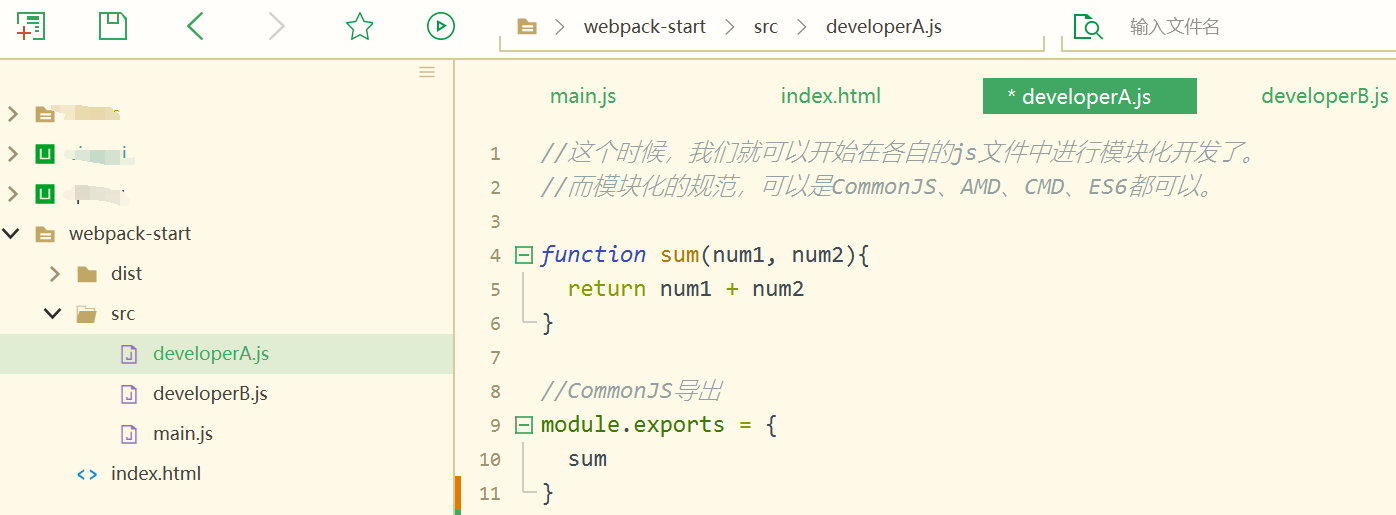 webpack-start src developerA.js 输入文件名
main.js index.html * developerA.js developerB.js
webpack-start
dist
src
developerA.js
developerB.js
main.js
index.html
1 //这个时候，我们就可以开始在各自的js文件中进行模块化开发了。
2 //而模块化的规范，可以是CommonJS、AMD、CMD、ES6都可以。
3
4 function sum(num1, num2){
5 return num1 + num2
6 }
7
8 //CommonJS导出
9 module.exports = {
10 sum
11 }